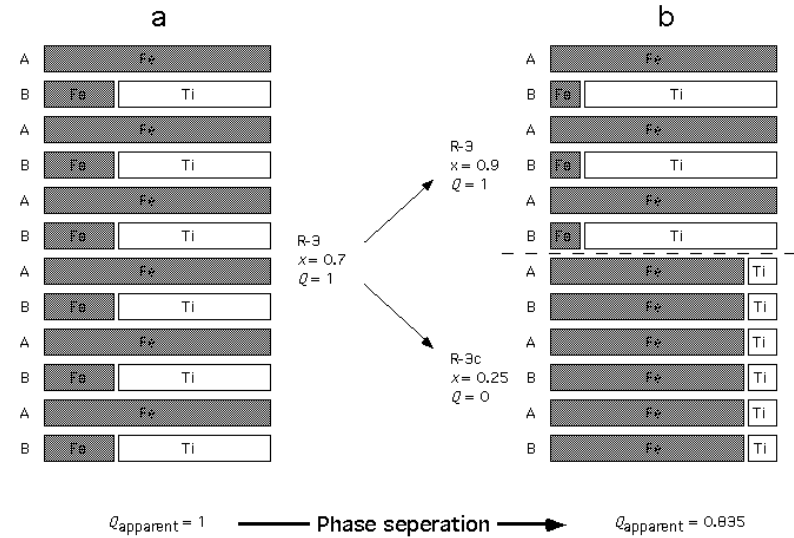 a
b
A Fe
B Fe Ti
A Fe
B Fe Ti
A Fe
B Fe Ti
A Fe
B Fe Ti
A Fe
B Fe Ti
A Fe
B Fe Ti
R-3
x = 0.7
Q = 1
R-3
x = 0.9
Q = 1
R-3c
x = 0.25
Q = 0
A Fe
B Fe Ti
A Fe
B Fe Ti
A Fe
B Fe Ti
A Fe Ti
B Fe Ti
A Fe Ti
B Fe Ti
A Fe Ti
B Fe Ti
Qapparent = 1
Phase seperation
Qapparent = 0.835